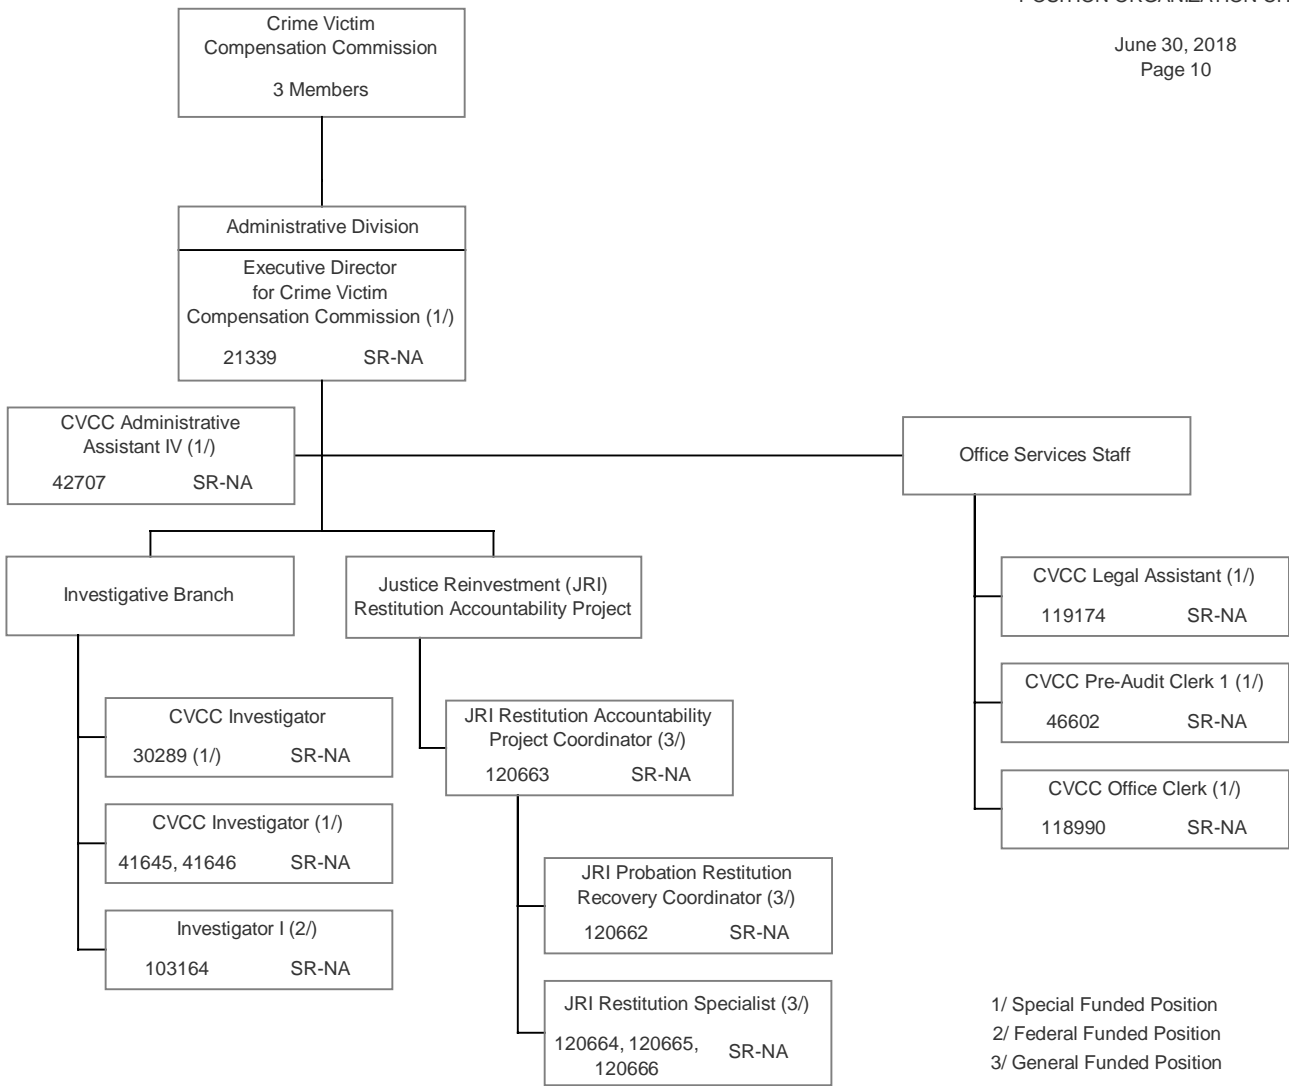 Crime Victim
Compensation Commission
3 Members
June 30, 2018
Page 10
Administrative Division
Executive Director
for Crime Victim
Compensation Commission (1/)
21339 SR-NA
CVCC Administrative
Assistant IV (1/)
42707 SR-NA
Office Services Staff
Investigative Branch
Justice Reinvestment (JRI)
Restitution Accountability Project
CVCC Investigator
30289 (1/) SR-NA
CVCC Investigator (1/)
41645, 41646 SR-NA
Investigator I (2/)
103164 SR-NA
JRI Restitution Accountability
Project Coordinator (3/)
120663 SR-NA
JRI Probation Restitution
Recovery Coordinator (3/)
120662 SR-NA
JRI Restitution Specialist (3/)
120664, 120665, SR-NA
120666
CVCC Legal Assistant (1/)
119174 SR-NA
CVCC Pre-Audit Clerk 1 (1/)
46602 SR-NA
CVCC Office Clerk (1/)
118990 SR-NA
1/ Special Funded Position
2/ Federal Funded Position
3/ General Funded Position